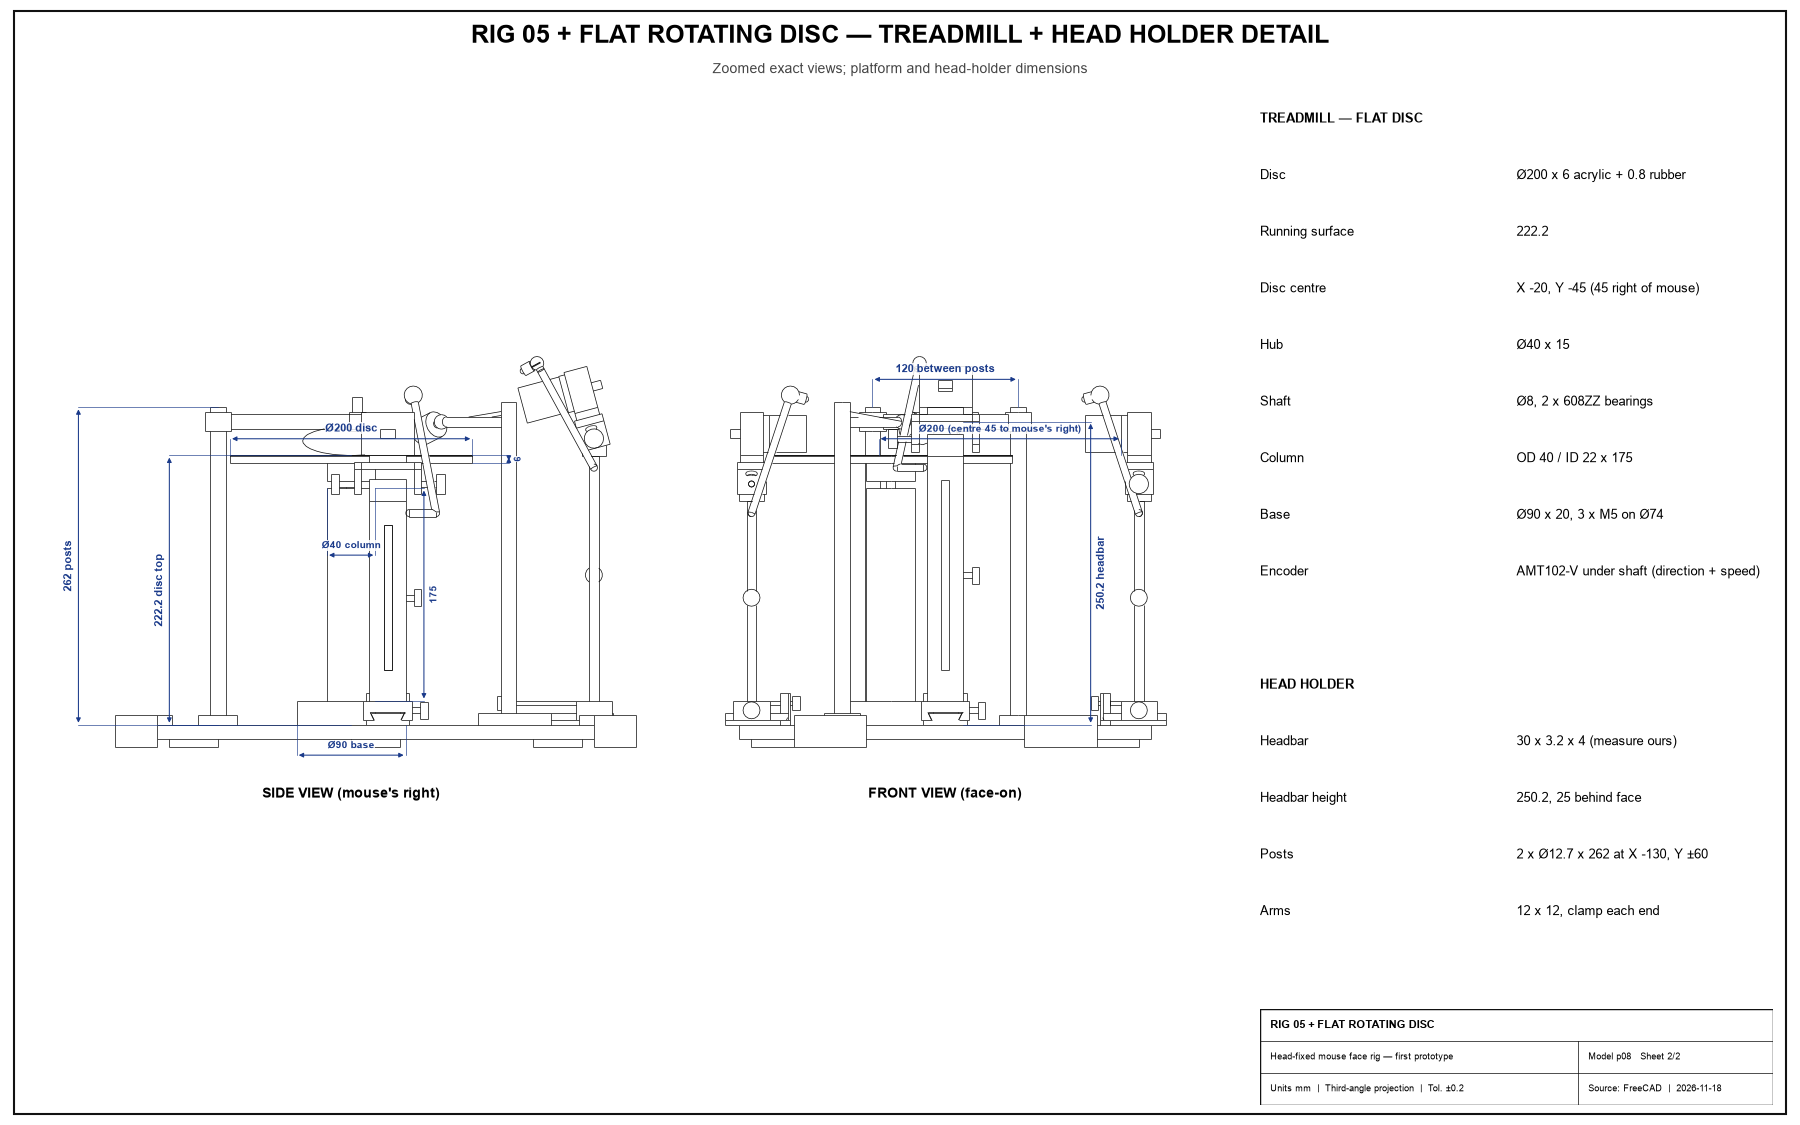 RIG 05 + FLAT ROTATING DISC — TREADMILL + HEAD HOLDER DETAIL
Zoomed exact views; platform and head-holder dimensions
TREADMILL — FLAT DISC
Disc Ø200 x 6 acrylic + 0.8 rubber
Running surface 222.2
Disc centre X -20, Y -45 (45 right of mouse)
Hub Ø40 x 15
Shaft Ø8, 2 x 608ZZ bearings
Column OD 40 / ID 22 x 175
Base Ø90 x 20, 3 x M5 on Ø74
Encoder AMT102-V under shaft (direction + speed)
HEAD HOLDER
Headbar 30 x 3.2 x 4 (measure ours)
Headbar height 250.2, 25 behind face
Posts 2 x Ø12.7 x 262 at X -130, Y ±60
Arms 12 x 12, clamp each end
262 posts
222.2 disc top
Ø200 disc
6
Ø40 column
175
Ø90 base
SIDE VIEW (mouse's right)
120 between posts
Ø200 (centre 45 to mouse's right)
250.2 headbar
FRONT VIEW (face-on)
RIG 05 + FLAT ROTATING DISC
Head-fixed mouse face rig — first prototype
Model p08 Sheet 2/2
Units mm | Third-angle projection | Tol. ±0.2
Source: FreeCAD | 2026-11-18